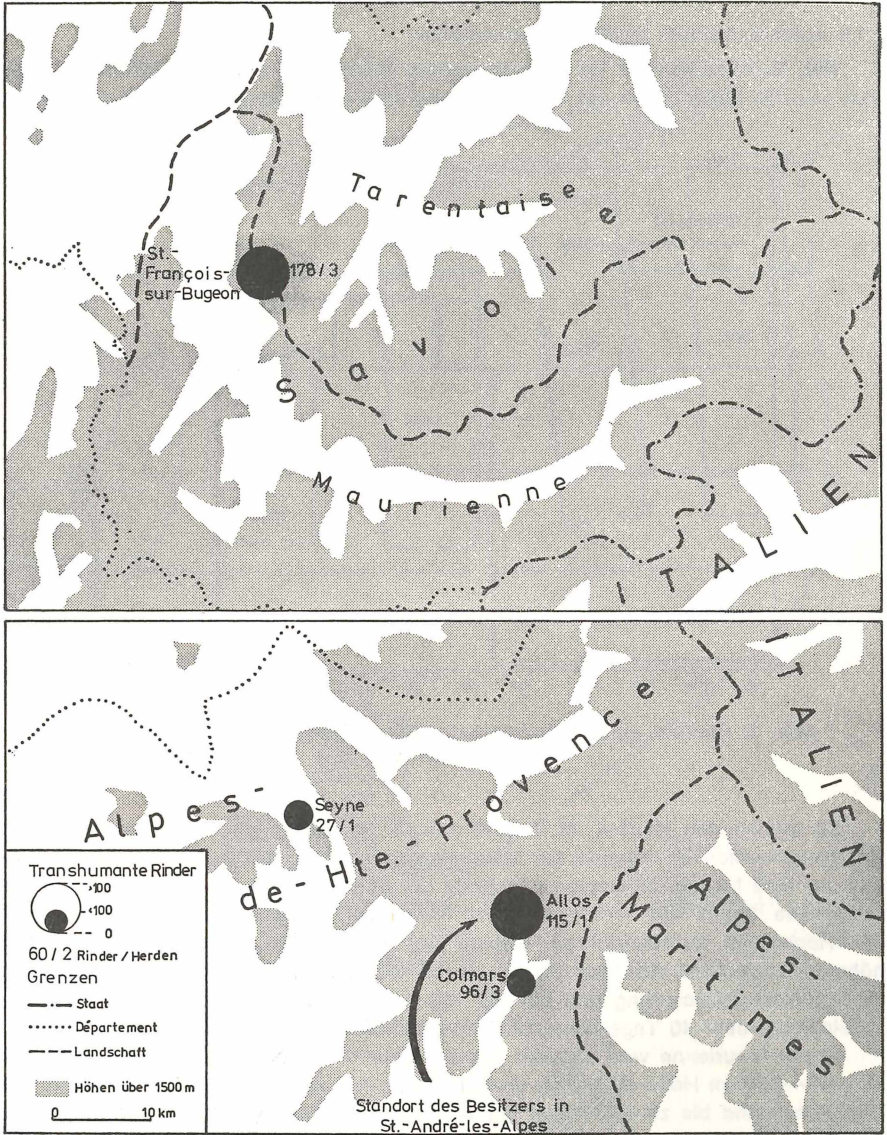 Tarentaise
St.-
François-
sur-Bugeon
178/3
Savoie
Maurienne
ITALIEN
ITALIEN
Alpes-
de-Hte.-Provence
Seyne
27/1
Allos
115/1
Colmars
96/3
Alpes-
Maritimes
Transhumante Rinder
>100
<100
0
60/2 Rinder/Herden
Grenzen
Staat
Département
Landschaft
Höhen über 1500 m
0 10 km
Standort des Besitzers in
St.-André-les-Alpes